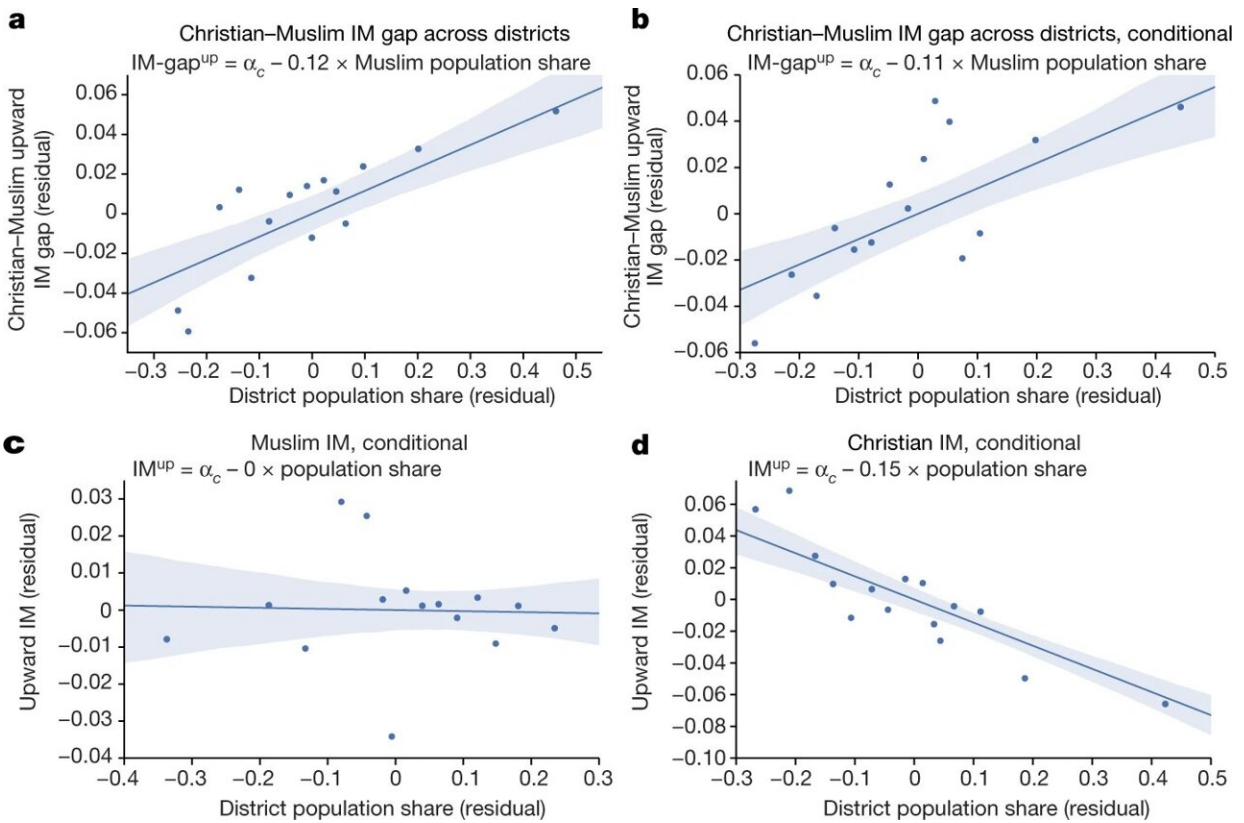 a
Christian–Muslim IM gap across districts
IM-gap^up = α_c – 0.12 × Muslim population share
Christian–Muslim upward
IM gap (residual)
0.06
0.04
0.02
0
–0.02
–0.04
–0.06
–0.3 –0.2 –0.1 0 0.1 0.2 0.3 0.4 0.5
District population share (residual)
b
Christian–Muslim IM gap across districts, conditional
IM-gap^up = α_c – 0.11 × Muslim population share
Christian–Muslim upward
IM gap (residual)
0.06
0.04
0.02
0
–0.02
–0.04
–0.06
–0.3 –0.2 –0.1 0 0.1 0.2 0.3 0.4 0.5
District population share (residual)
c
Muslim IM, conditional
IM^up = α_c – 0 × population share
Upward IM (residual)
0.03
0.02
0.001
0
–0.01
–0.02
–0.03
–0.04
–0.4 –0.3 –0.2 –0.1 0 0.1 0.2 0.3
District population share (residual)
d
Christian IM, conditional
IM^up = α_c – 0.15 × population share
Upward IM (residual)
0.06
0.04
0.02
0
–0.02
–0.04
–0.06
–0.08
–0.10
–0.3 –0.2 –0.1 0 0.1 0.2 0.3 0.4 0.5
District population share (residual)